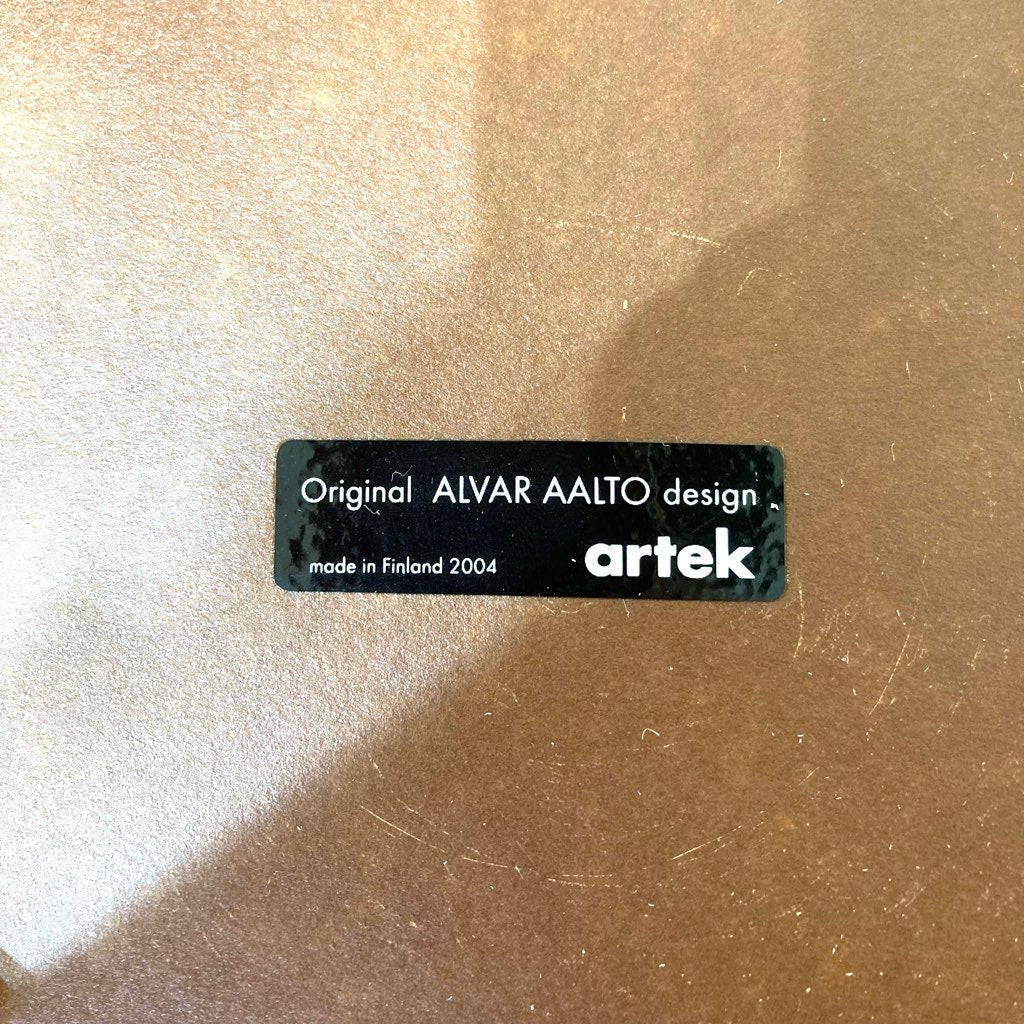 Original ALVAR AALTO design
made in Finland 2004
artek